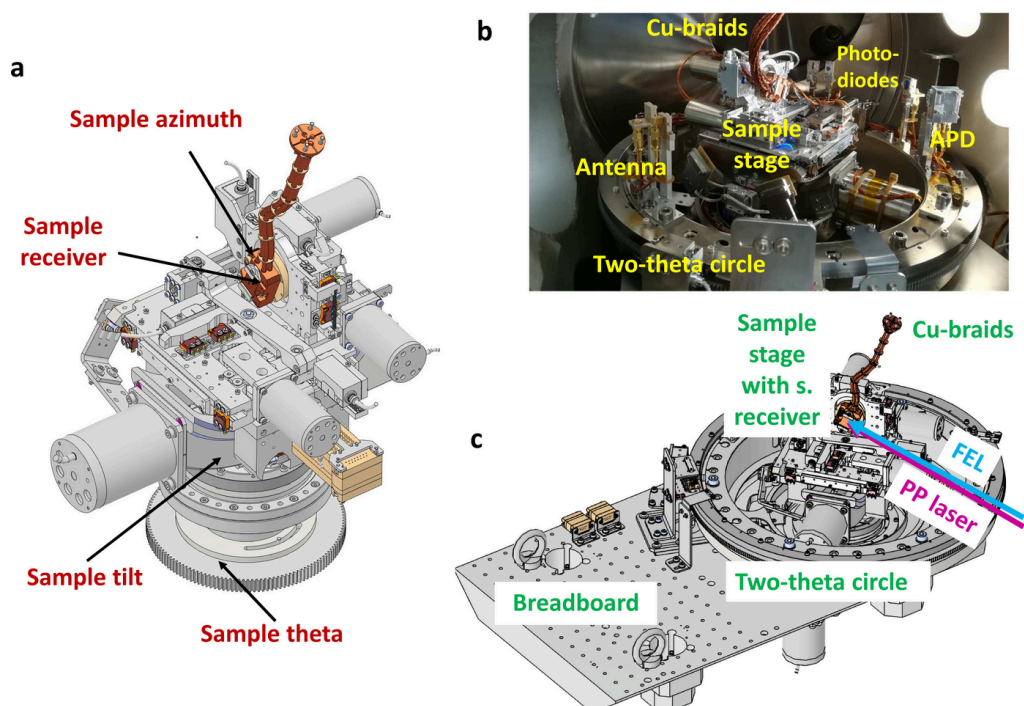 a
Sample azimuth
Sample
receiver
Sample tilt
Sample theta
b
Cu-braids
Photo-
diodes
Sample
stage
APD
Antenna
Two-theta circle
c
Sample
stage
with s.
receiver
Cu-braids
FEL
PP laser
Two-theta circle
Breadboard